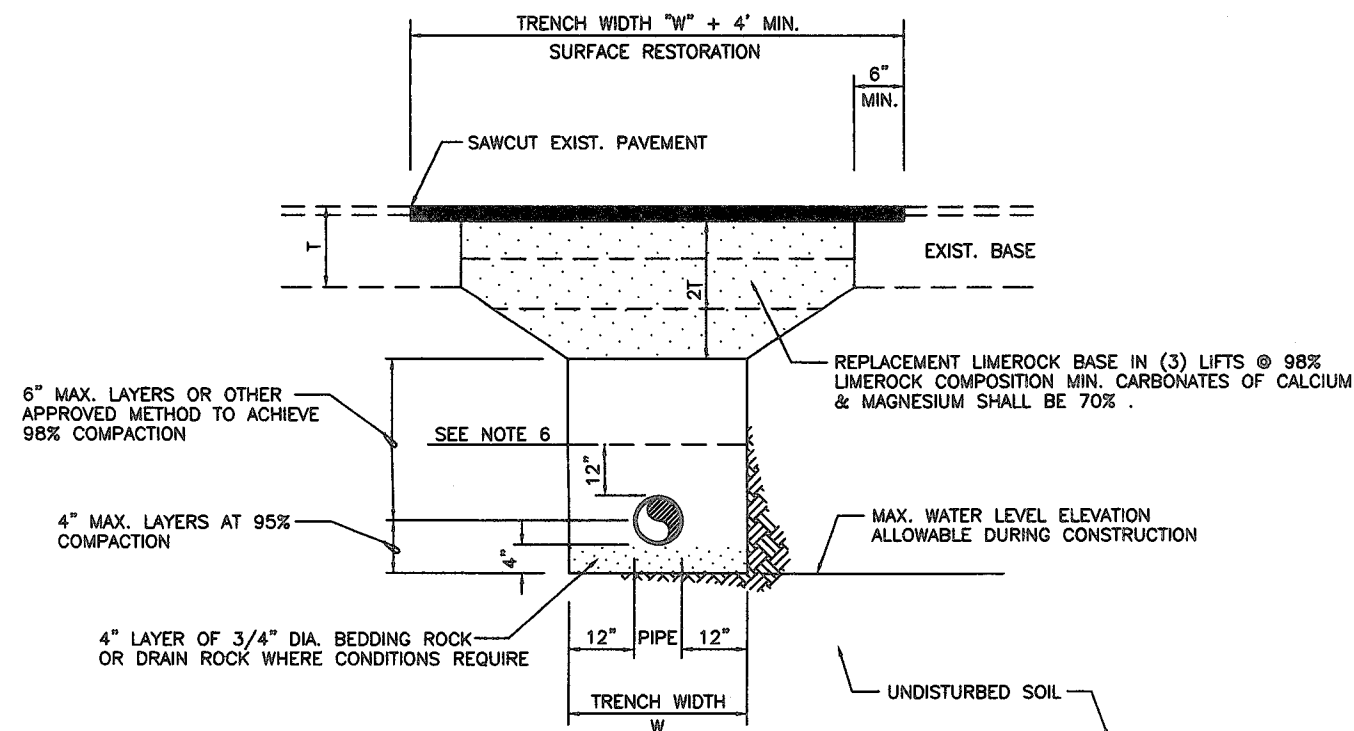 TRENCH WIDTH "W" + 4' MIN.
SURFACE RESTORATION
6"
MIN.
SAWCUT EXIST. PAVEMENT
T
2T
EXIST. BASE
REPLACEMENT LIMEROCK BASE IN (3) LIFTS @ 98%
LIMEROCK COMPOSITION MIN. CARBONATES OF CALCIUM
& MAGNESIUM SHALL BE 70% .
6" MAX. LAYERS OR OTHER
APPROVED METHOD TO ACHIEVE
98% COMPACTION
SEE NOTE 6
12"
4" MAX. LAYERS AT 95%
COMPACTION
4"
MAX. WATER LEVEL ELEVATION
ALLOWABLE DURING CONSTRUCTION
4" LAYER OF 3/4" DIA. BEDDING ROCK
OR DRAIN ROCK WHERE CONDITIONS REQUIRE
12" PIPE 12"
TRENCH WIDTH
W
UNDISTURBED SOIL